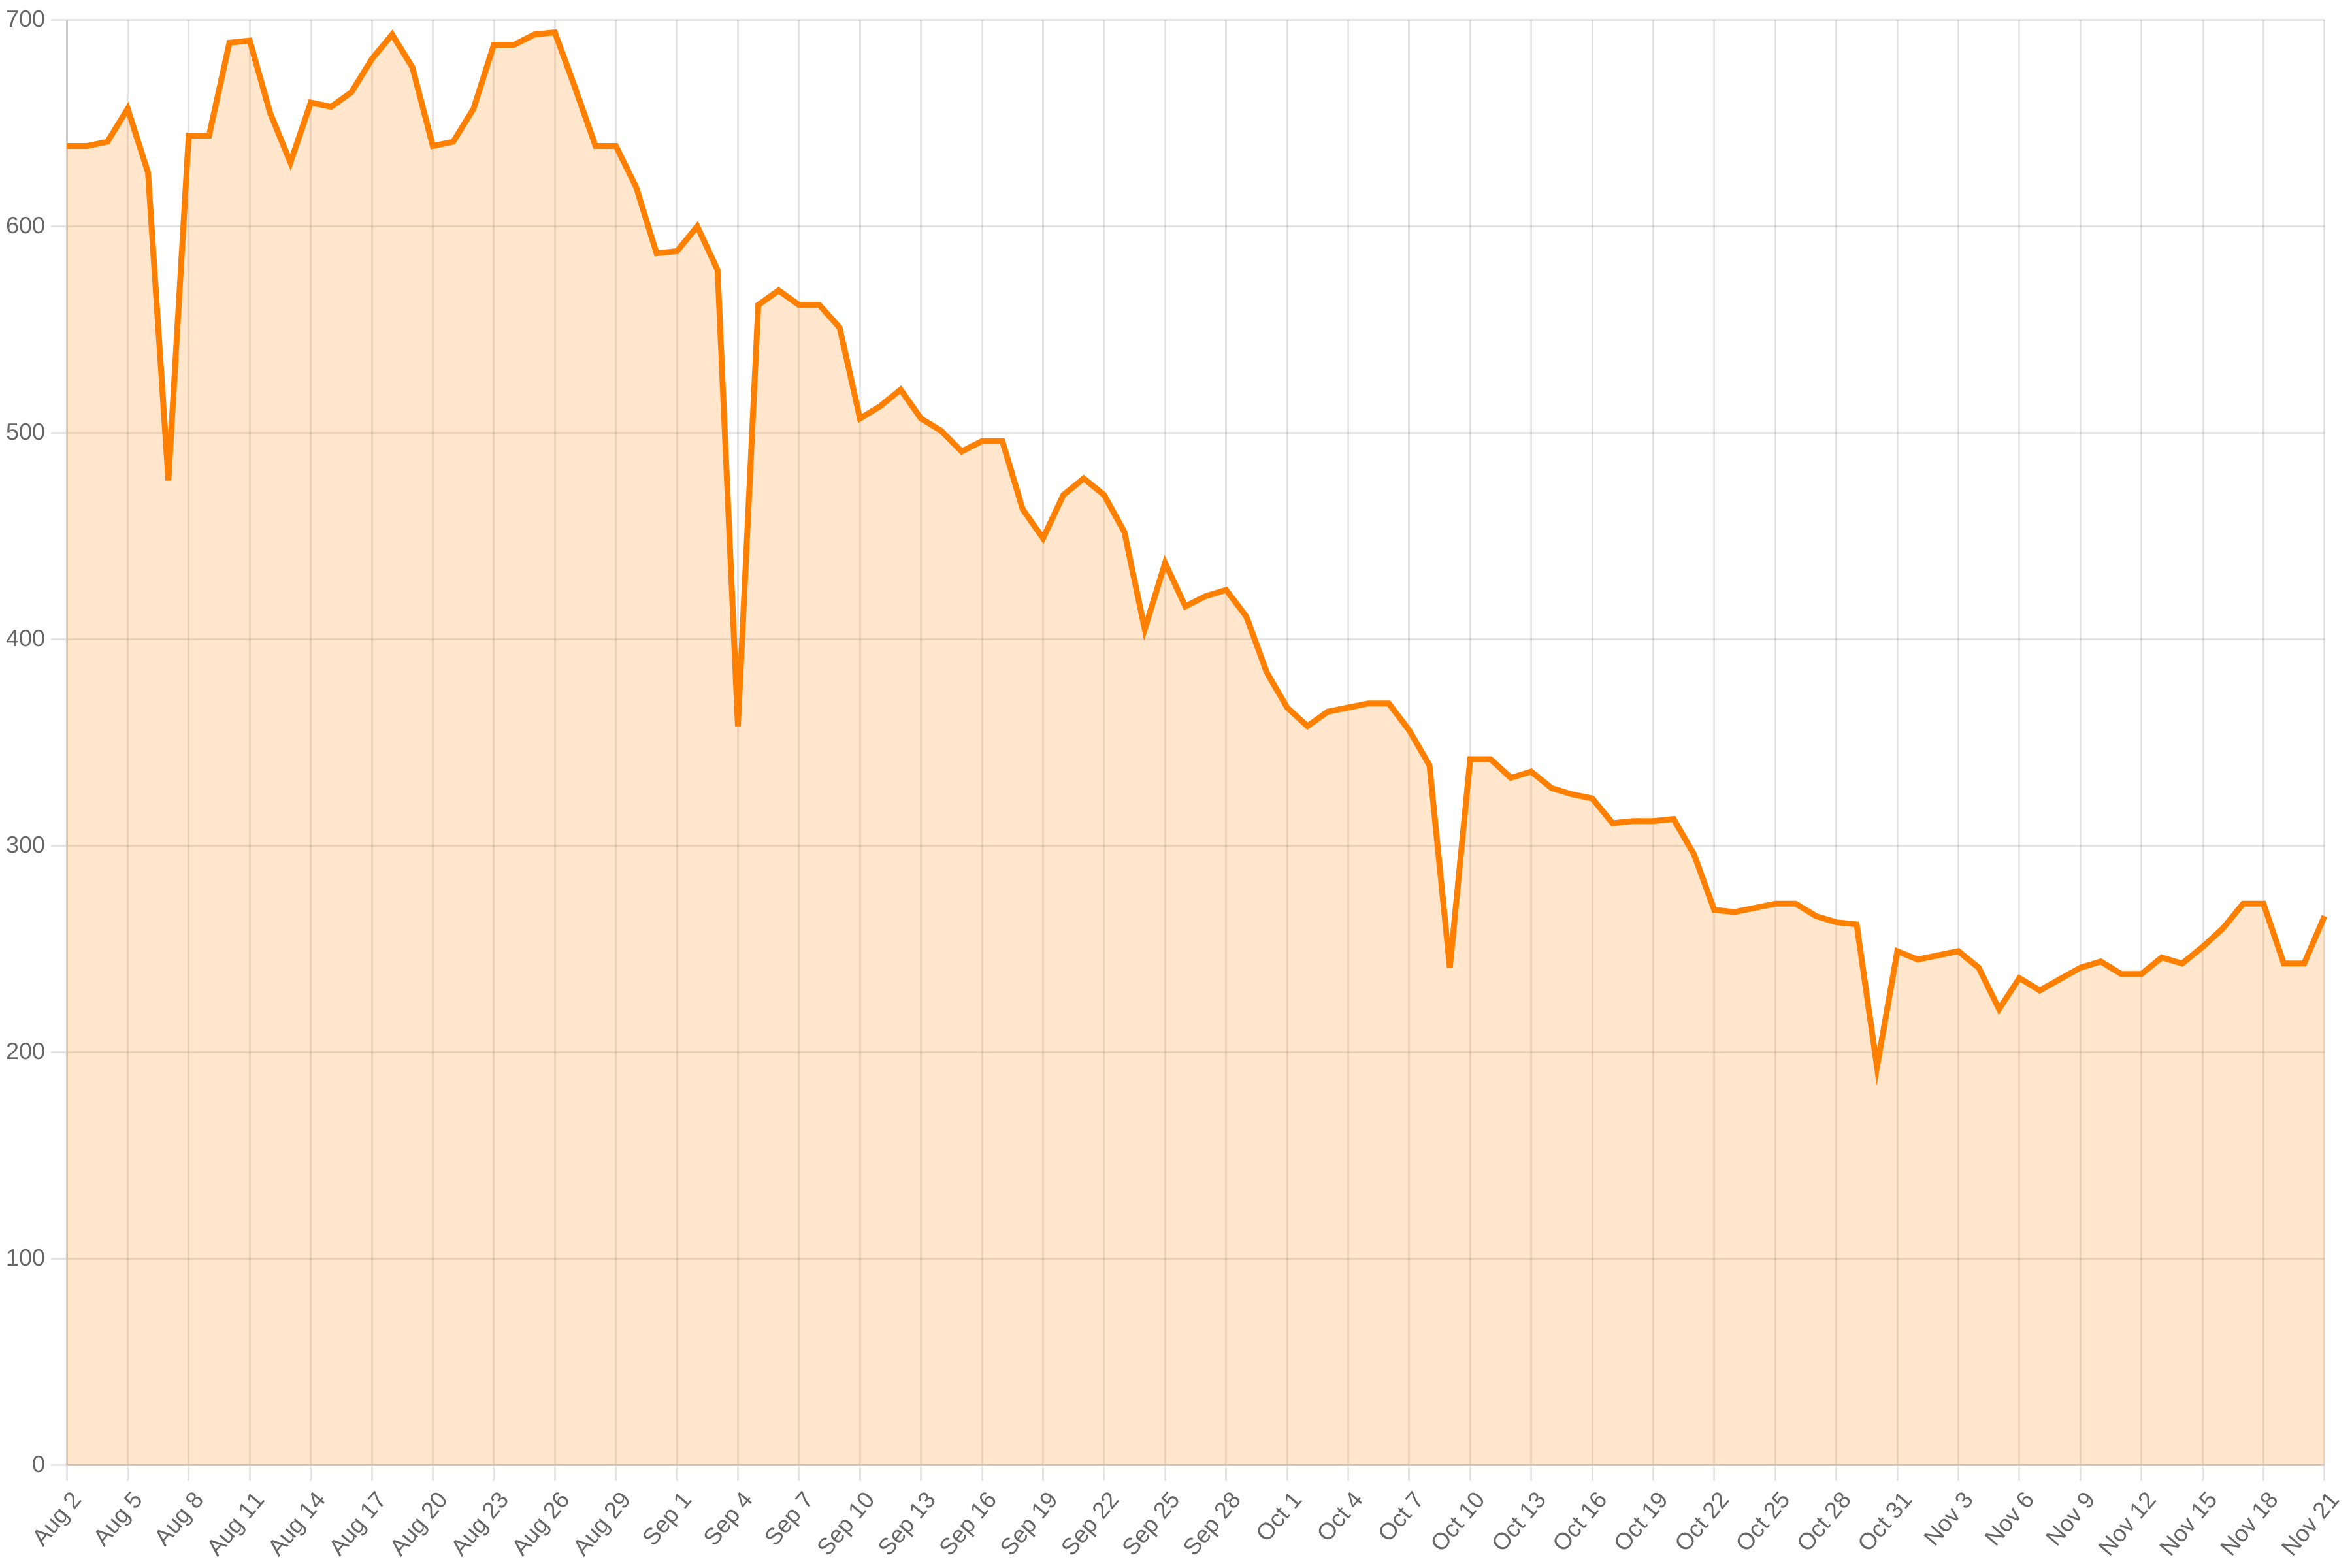 700
600
500
400
300
200
100
0
Aug 2
Aug 5
Aug 8
Aug 11
Aug 14
Aug 17
Aug 20
Aug 23
Aug 26
Aug 29
Sep 1
Sep 4
Sep 7
Sep 10
Sep 13
Sep 16
Sep 19
Sep 22
Sep 25
Sep 28
Oct 1
Oct 4
Oct 7
Oct 10
Oct 13
Oct 16
Oct 19
Oct 22
Oct 25
Oct 28
Oct 31
Nov 3
Nov 6
Nov 9
Nov 12
Nov 15
Nov 18
Nov 21